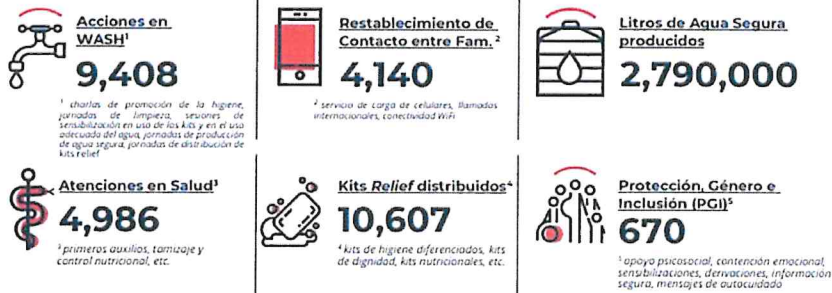 Acciones en
WASH¹
9,408
¹ charlas de promoción de la higiene,
jornadas de limpieza, sesiones de
sensibilización en uso de los kits y en el uso
adecuado del agua, jornadas de producción
de agua segura, jornadas de distribución de
kits relief
Restablecimiento de
Contacto entre Fam. ²
4,140
² servicio de carga de celulares, llamadas
internacionales, conectividad WiFi
Litros de Agua Segura
producidos
2,790,000
Atenciones en Salud³
4,986
³ primeros auxilios, tamizaje y
control nutricional, etc.
Kits Relief distribuidos⁴
10,607
⁴ kits de higiene diferenciados, kits
de dignidad, kits nutricionales, etc.
Protección, Género e
Inclusión (PGI)⁵
670
⁵ apoyo psicosocial, contención emocional,
sensibilizaciones, derivaciones, información
segura, mensajes de autocuidado